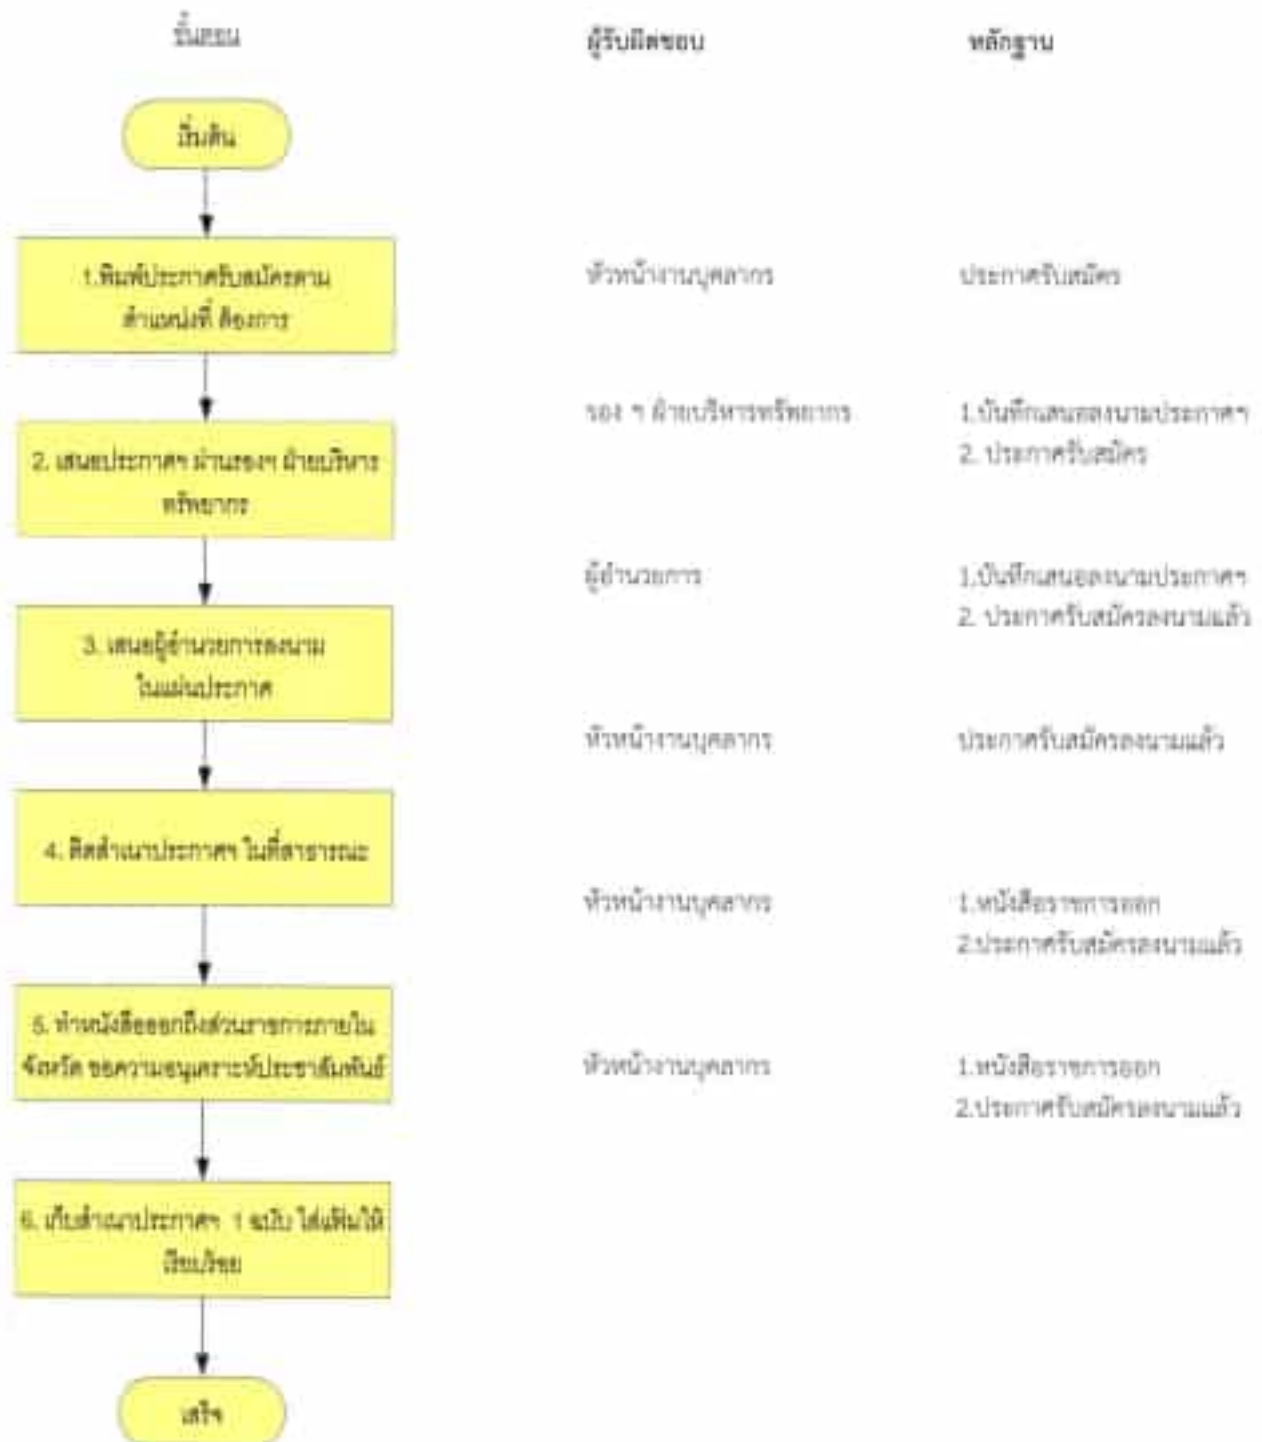 ขั้นตอน
ผู้รับผิดชอบ
หลักฐาน
เริ่มต้น
1.พิมพ์ประกาศรับสมัครตาม
ตำแหน่งที่ ต้องการ
หัวหน้างานบุคลากร
ประกาศรับสมัคร
2. เสนอประกาศฯ ผ่านรองฯ ฝ่ายบริหาร
ทรัพยากร
รอง ฯ ฝ่ายบริหารทรัพยากร
1.บันทึกเสนอลงนามประกาศฯ
2. ประกาศรับสมัคร
3. เสนอผู้อำนวยการลงนาม
ในแผ่นประกาศ
ผู้อำนวยการ
1.บันทึกเสนอลงนามประกาศฯ
2. ประกาศรับสมัครลงนามแล้ว
4. ติดสำเนาประกาศฯ ในที่สาธารณะ
หัวหน้างานบุคลากร
ประกาศรับสมัครลงนามแล้ว
5. ทำหนังสือออกถึงส่วนราชการภายใน
จังหวัด ขอความอนุเคราะห์ประชาสัมพันธ์
หัวหน้างานบุคลากร
1.หนังสือราชการออก
2.ประกาศรับสมัครลงนามแล้ว
6. เก็บสำเนาประกาศฯ 1 ฉบับ ใส่แฟ้มให้
เรียบร้อย
หัวหน้างานบุคลากร
1.หนังสือราชการออก
2.ประกาศรับสมัครลงนามแล้ว
เสร็จ